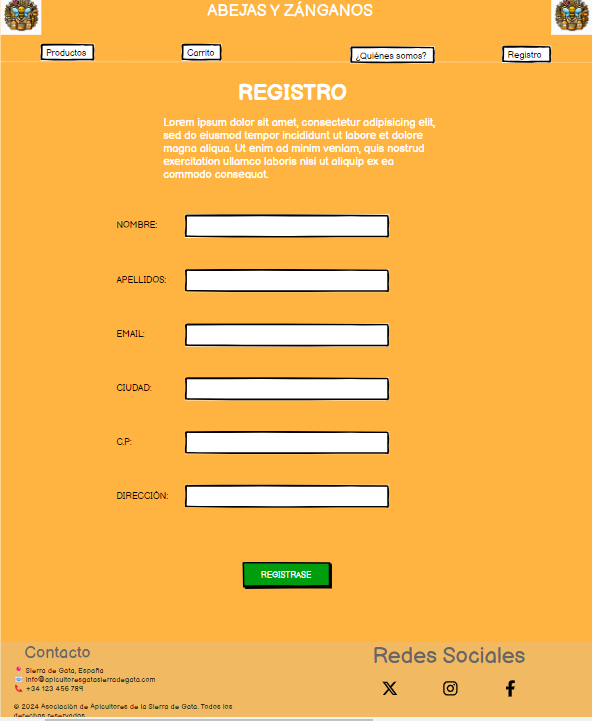 ABEJAS Y ZÁNGANOS
Productos
Carrito
¿Quiénes somos?
Registro
REGISTRO
Lorem ipsum dolor sit amet, consectetur adipisicing elit,
sed do eiusmod tempor incididunt ut labore et dolore
magna aliqua. Ut enim ad minim veniam, quis nostrud
exercitation ullamco laboris nisi ut aliquip ex ea
commodo consequat.
NOMBRE:
APELLIDOS:
EMAIL:
CIUDAD:
C.P:
DIRECCIÓN:
REGISTRASE
Contacto
Sierra de Gata, España
info@apicultoresgatasierradegata.com
+34 123 456 789
© 2024 Asociación de Apicultores de la Sierra de Gata. Todos los
derechos reservados
Redes Sociales